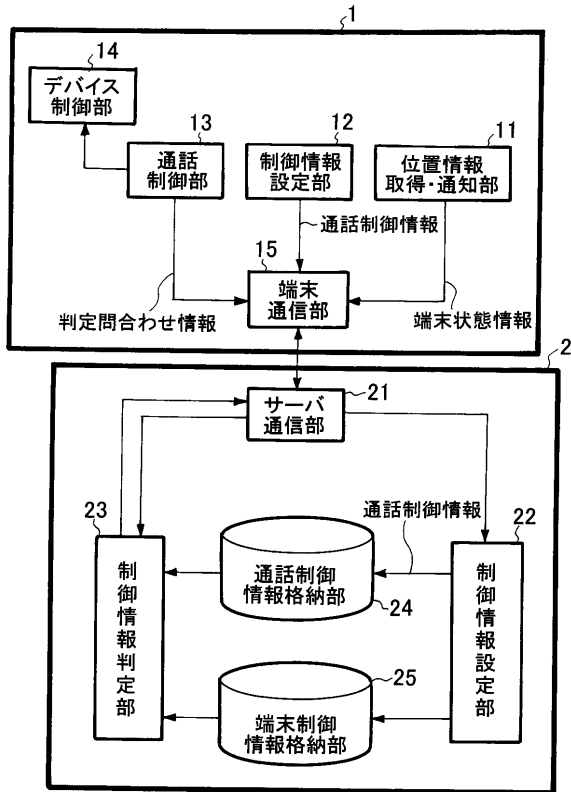 1
14
デバイス
制御部
13
通話
制御部
12
制御情報
設定部
11
位置情報
取得・通知部
通話制御情報
15
端末
通信部
判定問合わせ情報
端末状態情報
2
21
サーバ
通信部
23
制御情報判定部
通話制御情報
22
制御情報設定部
通話制御
情報格納部
24
25
端末制御
情報格納部